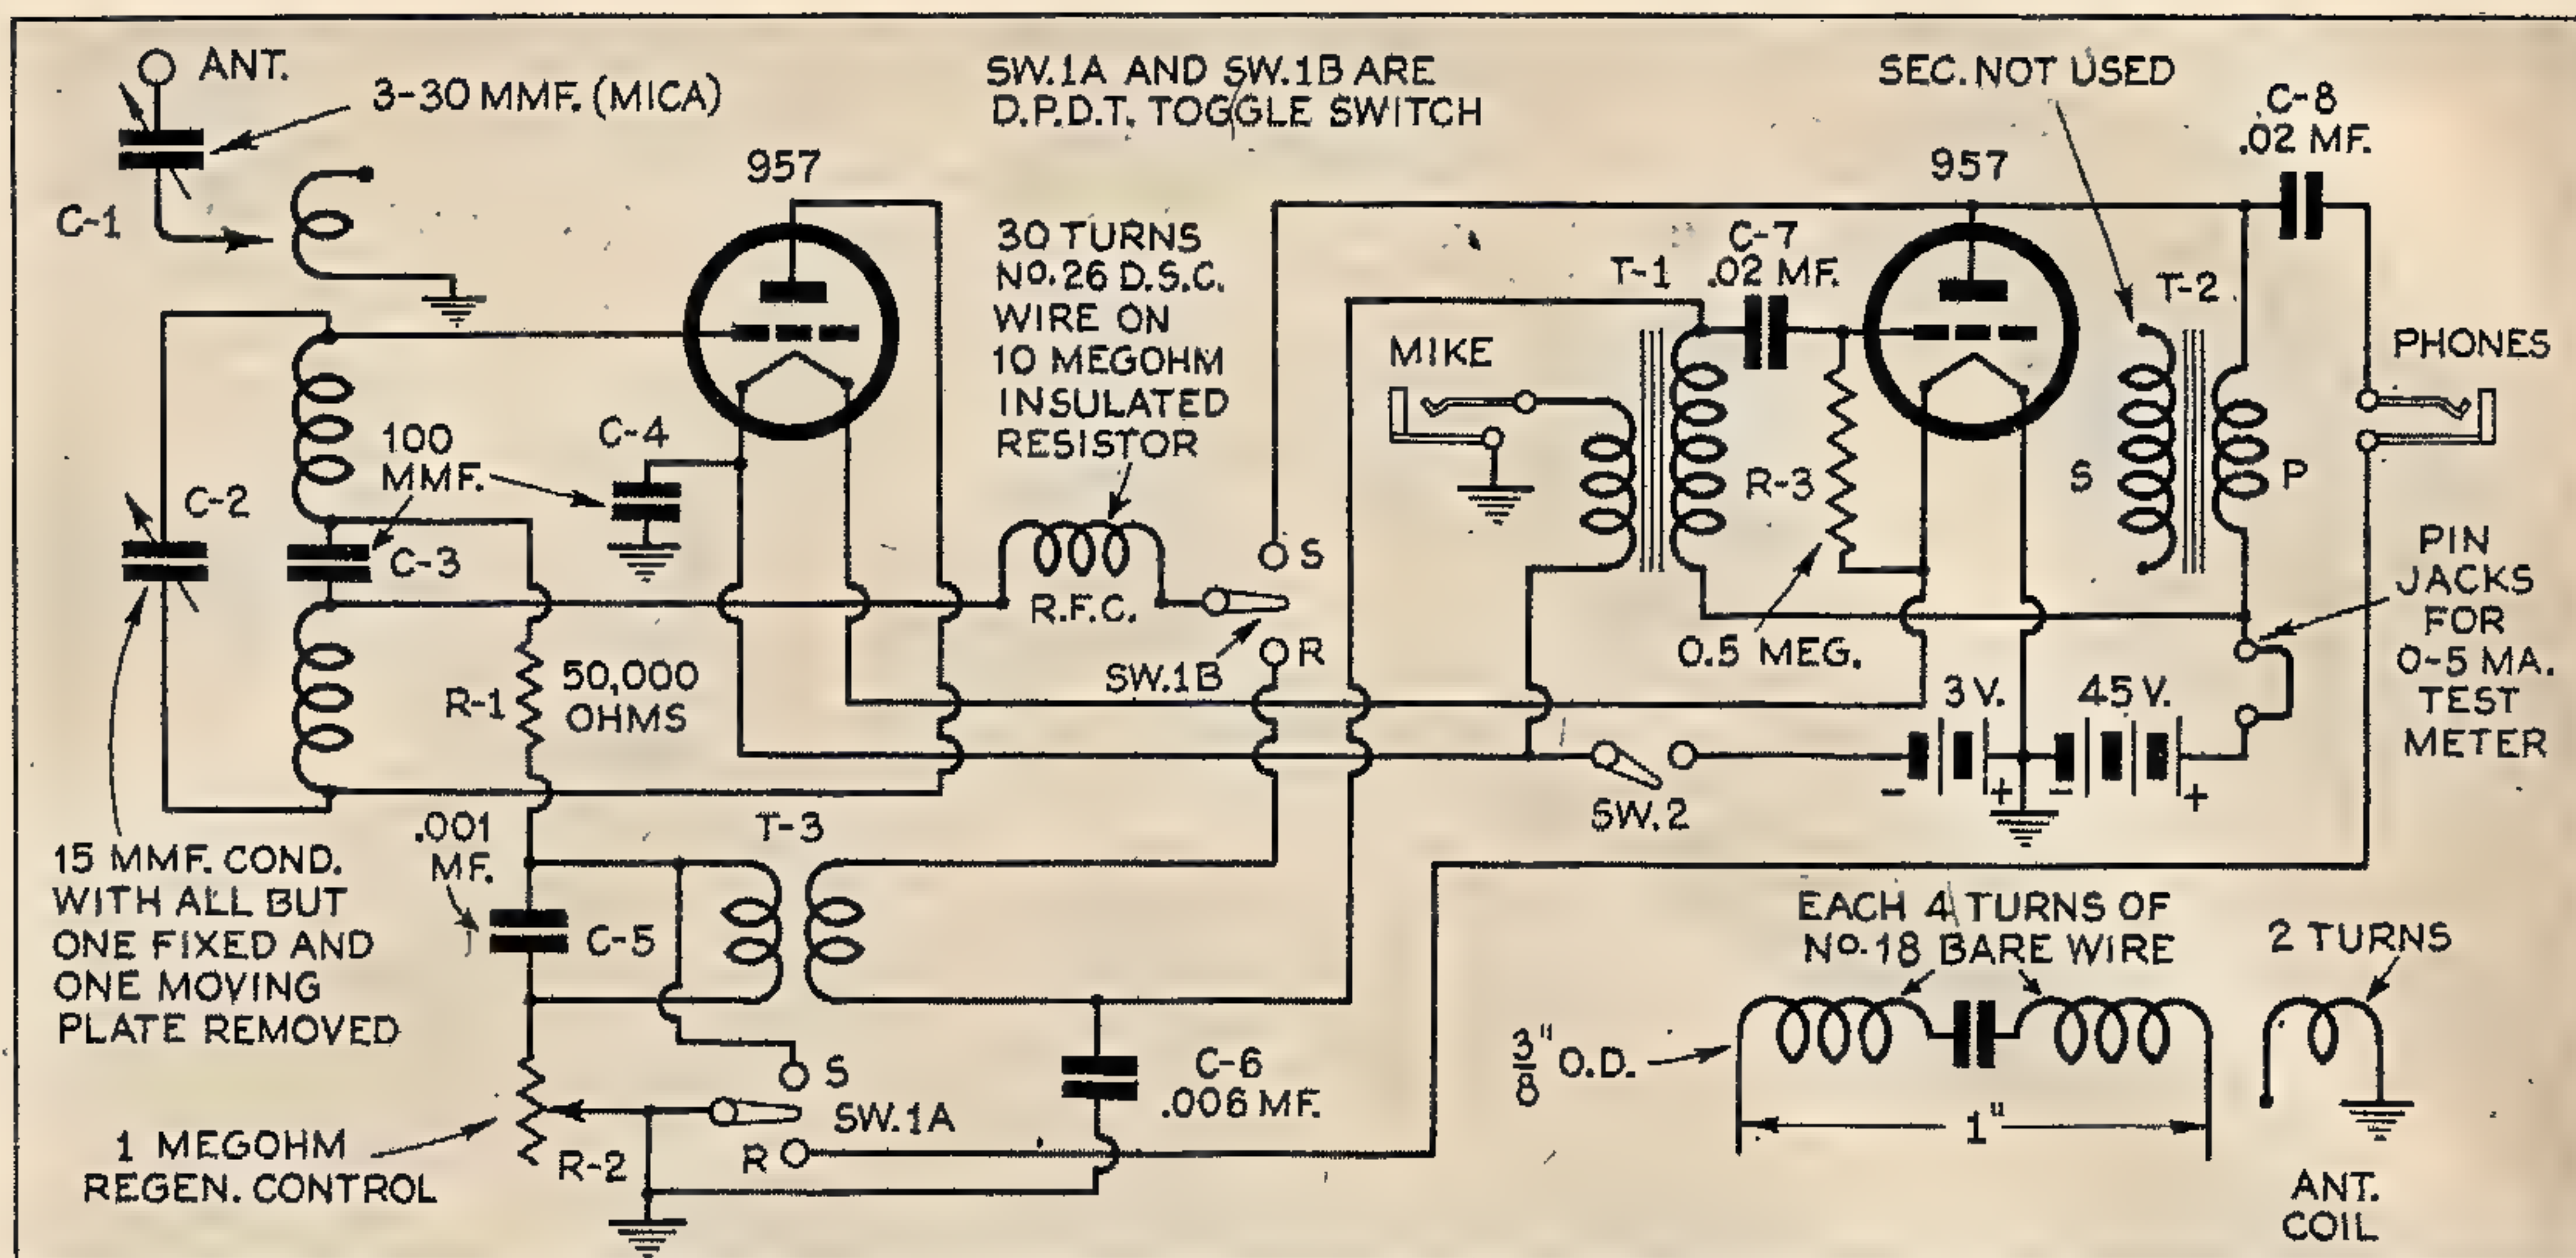 ANT.
3-30 MMF. (MICA)
C-1
SW.1A AND SW.1B ARE
D.P.D.T. TOGGLE SWITCH
SEC. NOT USED
C-8
.02 MF.
957
957
30 TURNS
No. 26 D.S.C.
WIRE ON
10 MEGOHM
INSULATED
RESISTOR
C-7
.02 MF.
T-1
T-2
MIKE
PHONES
100
MMF.
C-4
C-2
C-3
R-3
S
P
S
R.F.C.
R
SW.1B
0.5 MEG.
PIN
JACKS
FOR
0-5 MA.
TEST
METER
R-1
50,000
OHMS
3 V.
45 V.
- + - +
SW.2
.001
MF.
T-3
15 MMF. COND.
WITH ALL BUT
ONE FIXED AND
ONE MOVING
PLATE REMOVED
C-5
EACH 4 TURNS OF
No. 18 BARE WIRE
2 TURNS
3/8" O.D.
1"
S
SW.1A
R
C-6
.006 MF.
1 MEGOHM
REGEN. CONTROL
R-2
ANT.
COIL